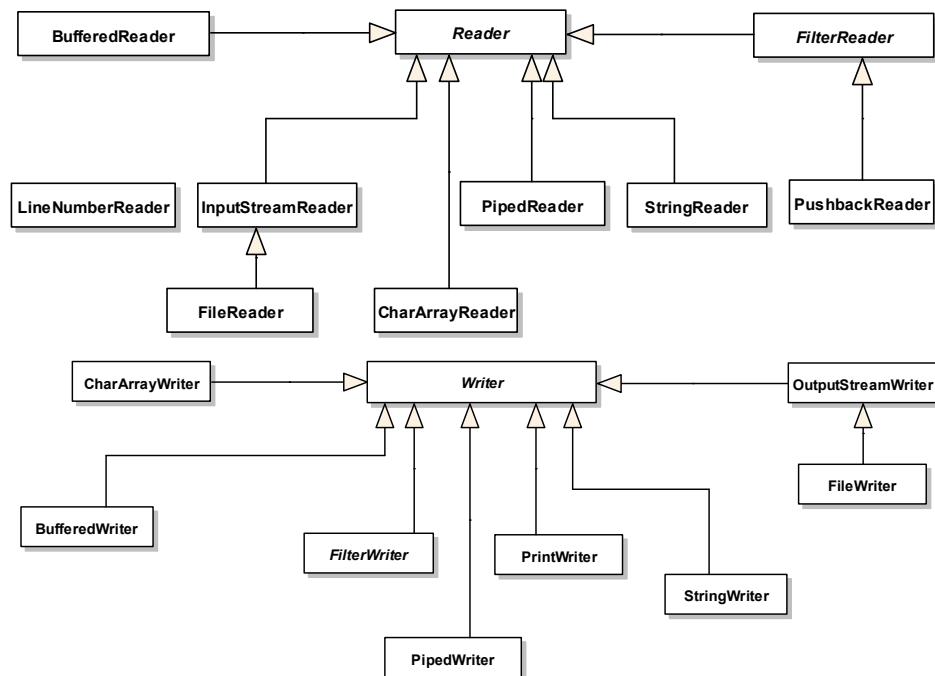 BufferedReader
Reader
FilterReader
LineNumberReader
InputStreamReader
PipedReader
StringReader
PushbackReader
FileReader
CharArrayReader
CharArrayWriter
Writer
OutputStreamWriter
BufferedWriter
FilterWriter
PrintWriter
FileWriter
StringWriter
PipedWriter